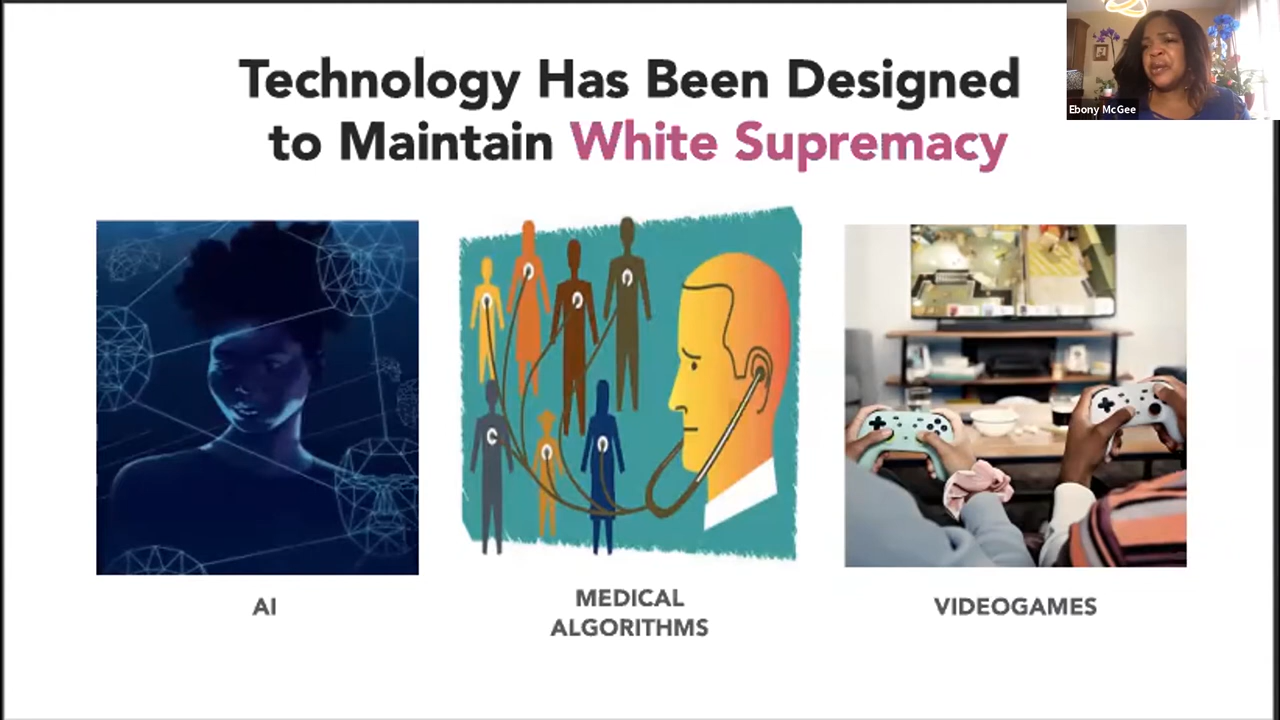 Technology Has Been Designed
to Maintain White Supremacy
Ebony McGee
AI
MEDICAL
ALGORITHMS
VIDEOGAMES